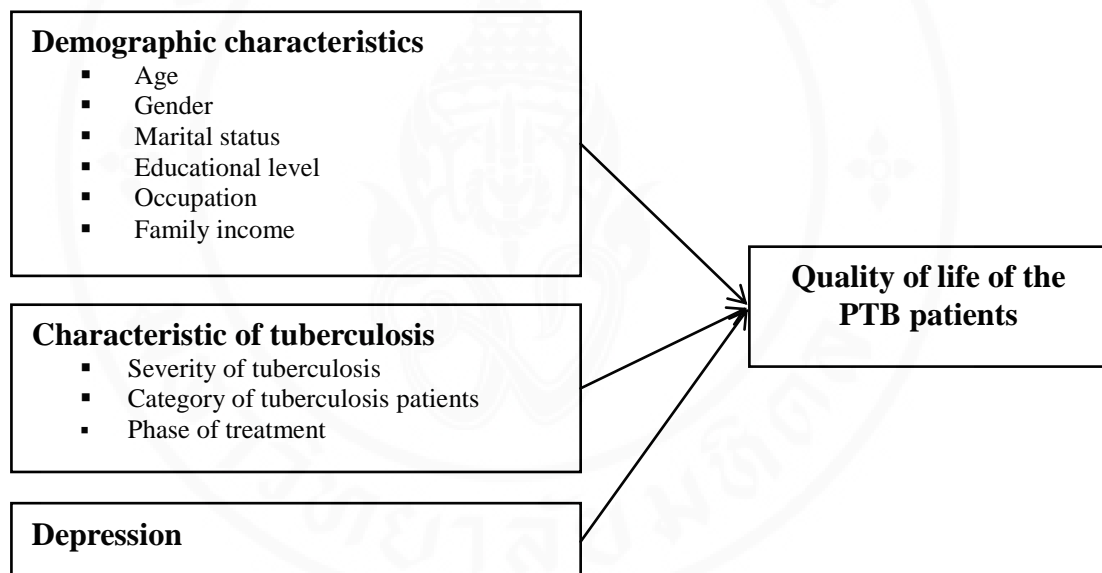 Demographic characteristics
▪ Age
▪ Gender
▪ Marital status
▪ Educational level
▪ Occupation
▪ Family income
Quality of life of the
PTB patients
Characteristic of tuberculosis
▪ Severity of tuberculosis
▪ Category of tuberculosis patients
▪ Phase of treatment
Depression